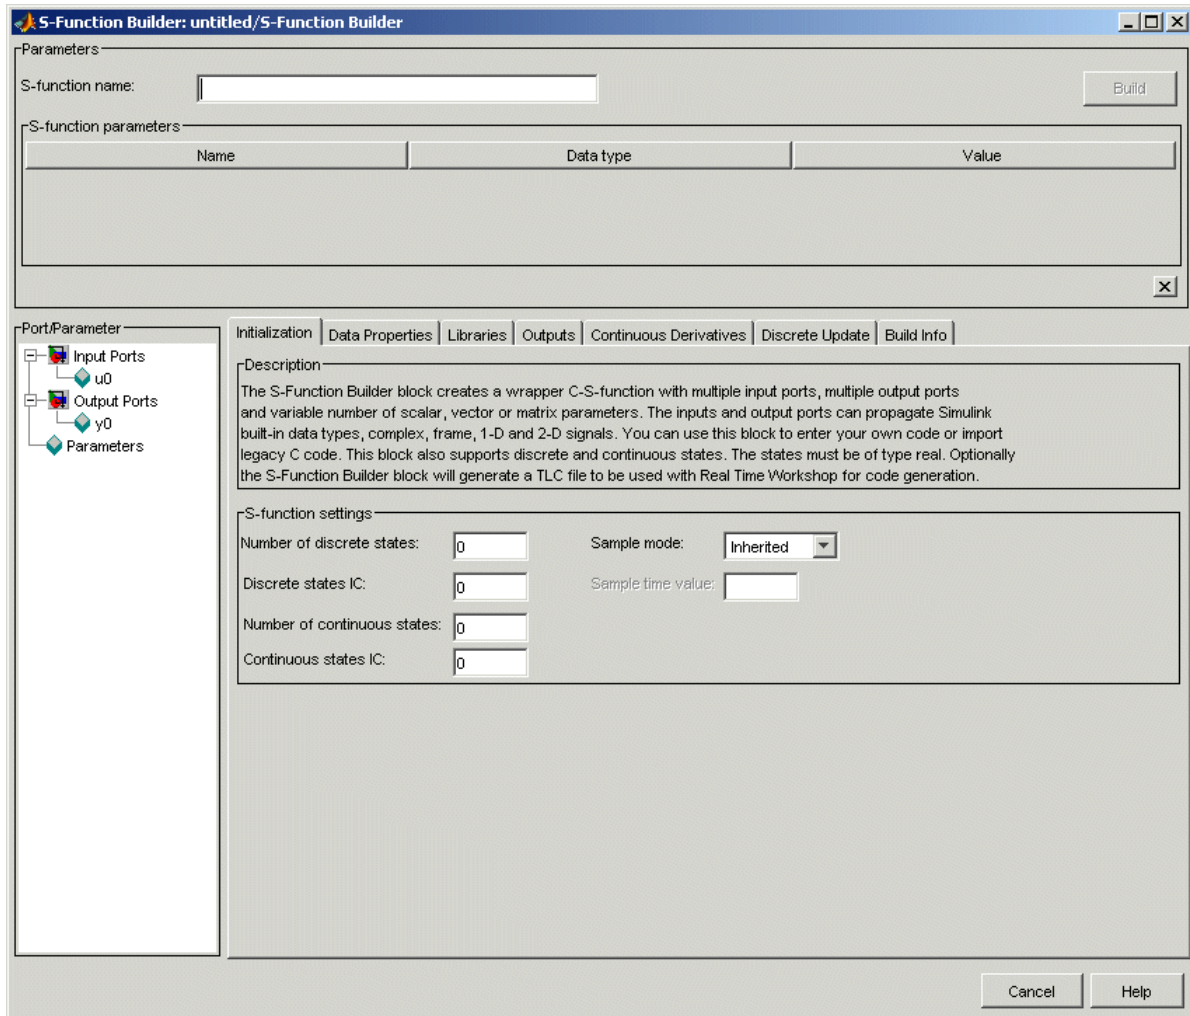 S-Function Builder: untitled/S-Function Builder
Parameters
S-function name:
Build
S-function parameters
Name Data type Value
Port/Parameter
Input Ports
u0
Output Ports
y0
Parameters
Initialization Data Properties Libraries Outputs Continuous Derivatives Discrete Update Build Info
Description
The S-Function Builder block creates a wrapper C-S-function with multiple input ports, multiple output ports
and variable number of scalar, vector or matrix parameters. The inputs and output ports can propagate Simulink
built-in data types, complex, frame, 1-D and 2-D signals. You can use this block to enter your own code or import
legacy C code. This block also supports discrete and continuous states. The states must be of type real. Optionally
the S-Function Builder block will generate a TLC file to be used with Real Time Workshop for code generation.
S-function settings
Number of discrete states: 0 Sample mode: Inherited
Discrete states IC: 0 Sample time value:
Number of continuous states: 0
Continuous states IC: 0
Cancel Help